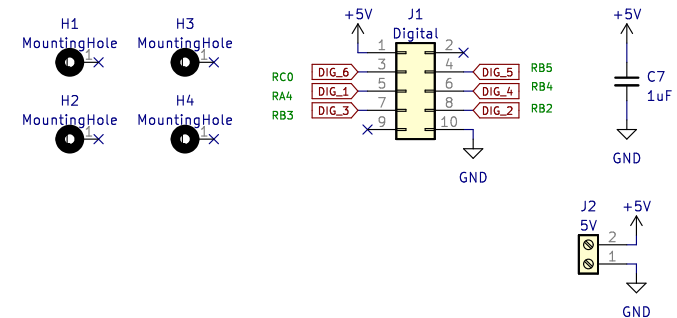 H1
MountingHole
1
H3
MountingHole
1
H2
MountingHole
1
H4
MountingHole
1
+5V
J1
Digital
1
2
RC0
DIG_6
3
4
DIG_5
RB5
RA4
DIG_1
5
6
DIG_4
RB4
RB3
DIG_3
7
8
DIG_2
RB2
9
10
GND
+5V
C7
1uF
GND
J2
+5V
5V
2
1
GND